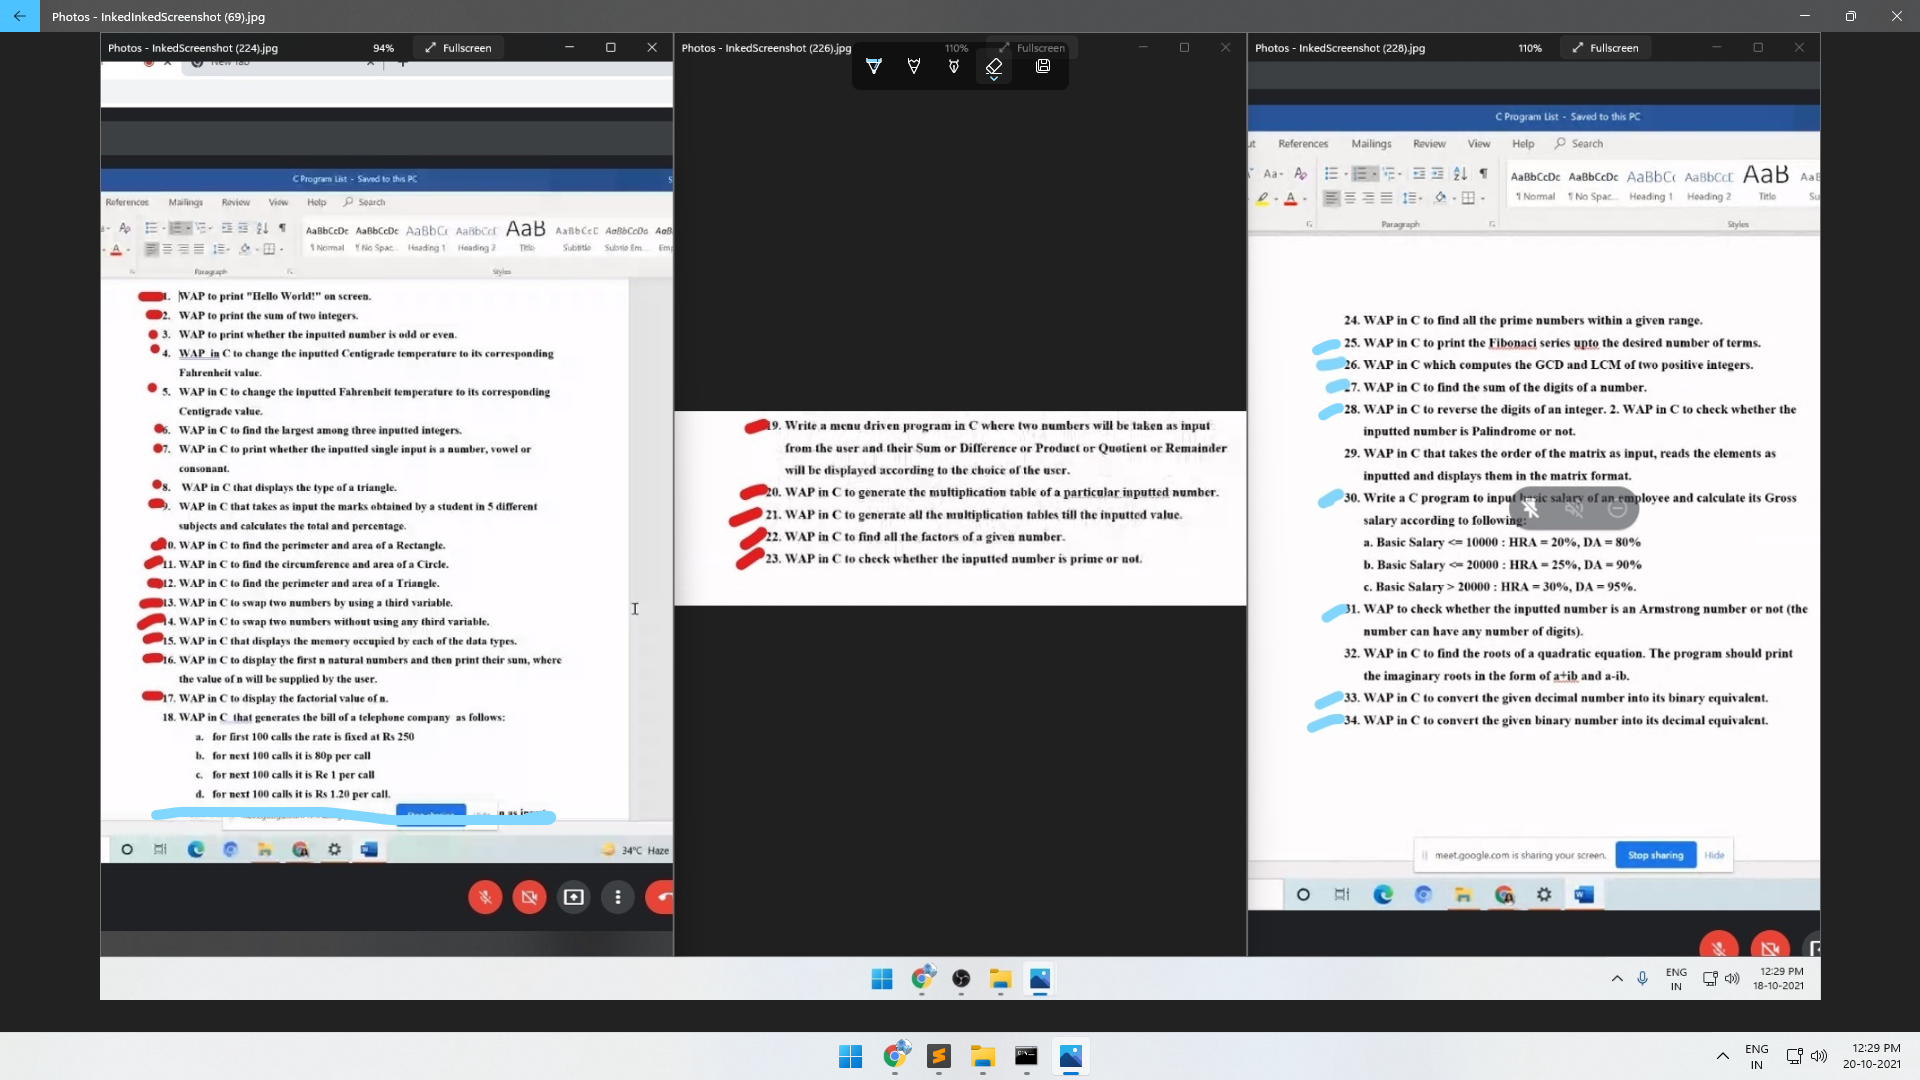 Photos - InkedInkedScreenshot (69).jpg
Photos - InkedScreenshot (224).jpg 94% Fullscreen
New Tab
C Program List - Saved to this PC
References Mailings Review View Help Search
AaBbCcDc AaBbCcDc AaBbCc AaBbCcC AaB AaBbCcC AaBbCcDc AaBb
¶ Normal ¶ No Spac... Heading 1 Heading 2 Title Subtitle Subtle Em... Emp
Paragraph Styles
1. WAP to print "Hello World!" on screen.
2. WAP to print the sum of two integers.
3. WAP to print whether the inputted number is odd or even.
4. WAP in C to change the inputted Centigrade temperature to its corresponding
Fahrenheit value.
5. WAP in C to change the inputted Fahrenheit temperature to its corresponding
Centigrade value.
6. WAP in C to find the largest among three inputted integers.
7. WAP in C to print whether the inputted single input is a number, vowel or
consonant.
8. WAP in C that displays the type of a triangle.
9. WAP in C that takes as input the marks obtained by a student in 5 different
subjects and calculates the total and percentage.
10. WAP in C to find the perimeter and area of a Rectangle.
11. WAP in C to find the circumference and area of a Circle.
12. WAP in C to find the perimeter and area of a Triangle.
13. WAP in C to swap two numbers by using a third variable.
14. WAP in C to swap two numbers without using any third variable.
15. WAP in C that displays the memory occupied by each of the data types.
16. WAP in C to display the first n natural numbers and then print their sum, where
the value of n will be supplied by the user.
17. WAP in C to display the factorial value of n.
18. WAP in C that generates the bill of a telephone company as follows:
a. for first 100 calls the rate is fixed at Rs 250
b. for next 100 calls it is 80p per call
c. for next 100 calls it is Re 1 per call
d. for next 100 calls it is Rs 1.20 per call.
34°C Haze
Photos - InkedScreenshot (226).jpg 110% Fullscreen
19. Write a menu driven program in C where two numbers will be taken as input
from the user and their Sum or Difference or Product or Quotient or Remainder
will be displayed according to the choice of the user.
20. WAP in C to generate the multiplication table of a particular inputted number.
21. WAP in C to generate all the multiplication tables till the inputted value.
22. WAP in C to find all the factors of a given number.
23. WAP in C to check whether the inputted number is prime or not.
Photos - InkedScreenshot (228).jpg 110% Fullscreen
C Program List - Saved to this PC
ut References Mailings Review View Help Search
AaBbCcDc AaBbCcDc AaBbCc AaBbCcC AaB
¶ Normal ¶ No Spac... Heading 1 Heading 2 Title
Paragraph Styles
24. WAP in C to find all the prime numbers within a given range.
25. WAP in C to print the Fibonaci series upto the desired number of terms.
26. WAP in C which computes the GCD and LCM of two positive integers.
27. WAP in C to find the sum of the digits of a number.
28. WAP in C to reverse the digits of an integer. 2. WAP in C to check whether the
inputted number is Palindrome or not.
29. WAP in C that takes the order of the matrix as input, reads the elements as
inputted and displays them in the matrix format.
30. Write a C program to input basic salary of an employee and calculate its Gross
salary according to following:
a. Basic Salary <= 10000 : HRA = 20%, DA = 80%
b. Basic Salary <= 20000 : HRA = 25%, DA = 90%
c. Basic Salary > 20000 : HRA = 30%, DA = 95%.
31. WAP to check whether the inputted number is an Armstrong number or not (the
number can have any number of digits).
32. WAP in C to find the roots of a quadratic equation. The program should print
the imaginary roots in the form of a+ib and a-ib.
33. WAP in C to convert the given decimal number into its binary equivalent.
34. WAP in C to convert the given binary number into its decimal equivalent.
meet.google.com is sharing your screen. Stop sharing Hide
ENG
IN
12:29 PM
18-10-2021
ENG
IN
12:29 PM
20-10-2021